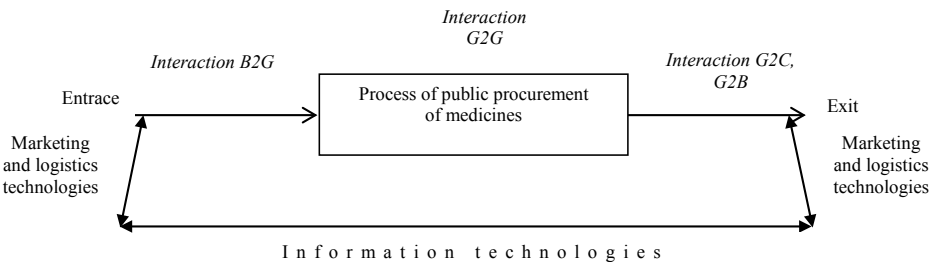 Interaction
G2G
Interaction B2G
Interaction G2C,
G2B
Entrace
Process of public procurement
of medicines
Exit
Marketing
and logistics
technologies
Marketing
and logistics
technologies
Information technologies